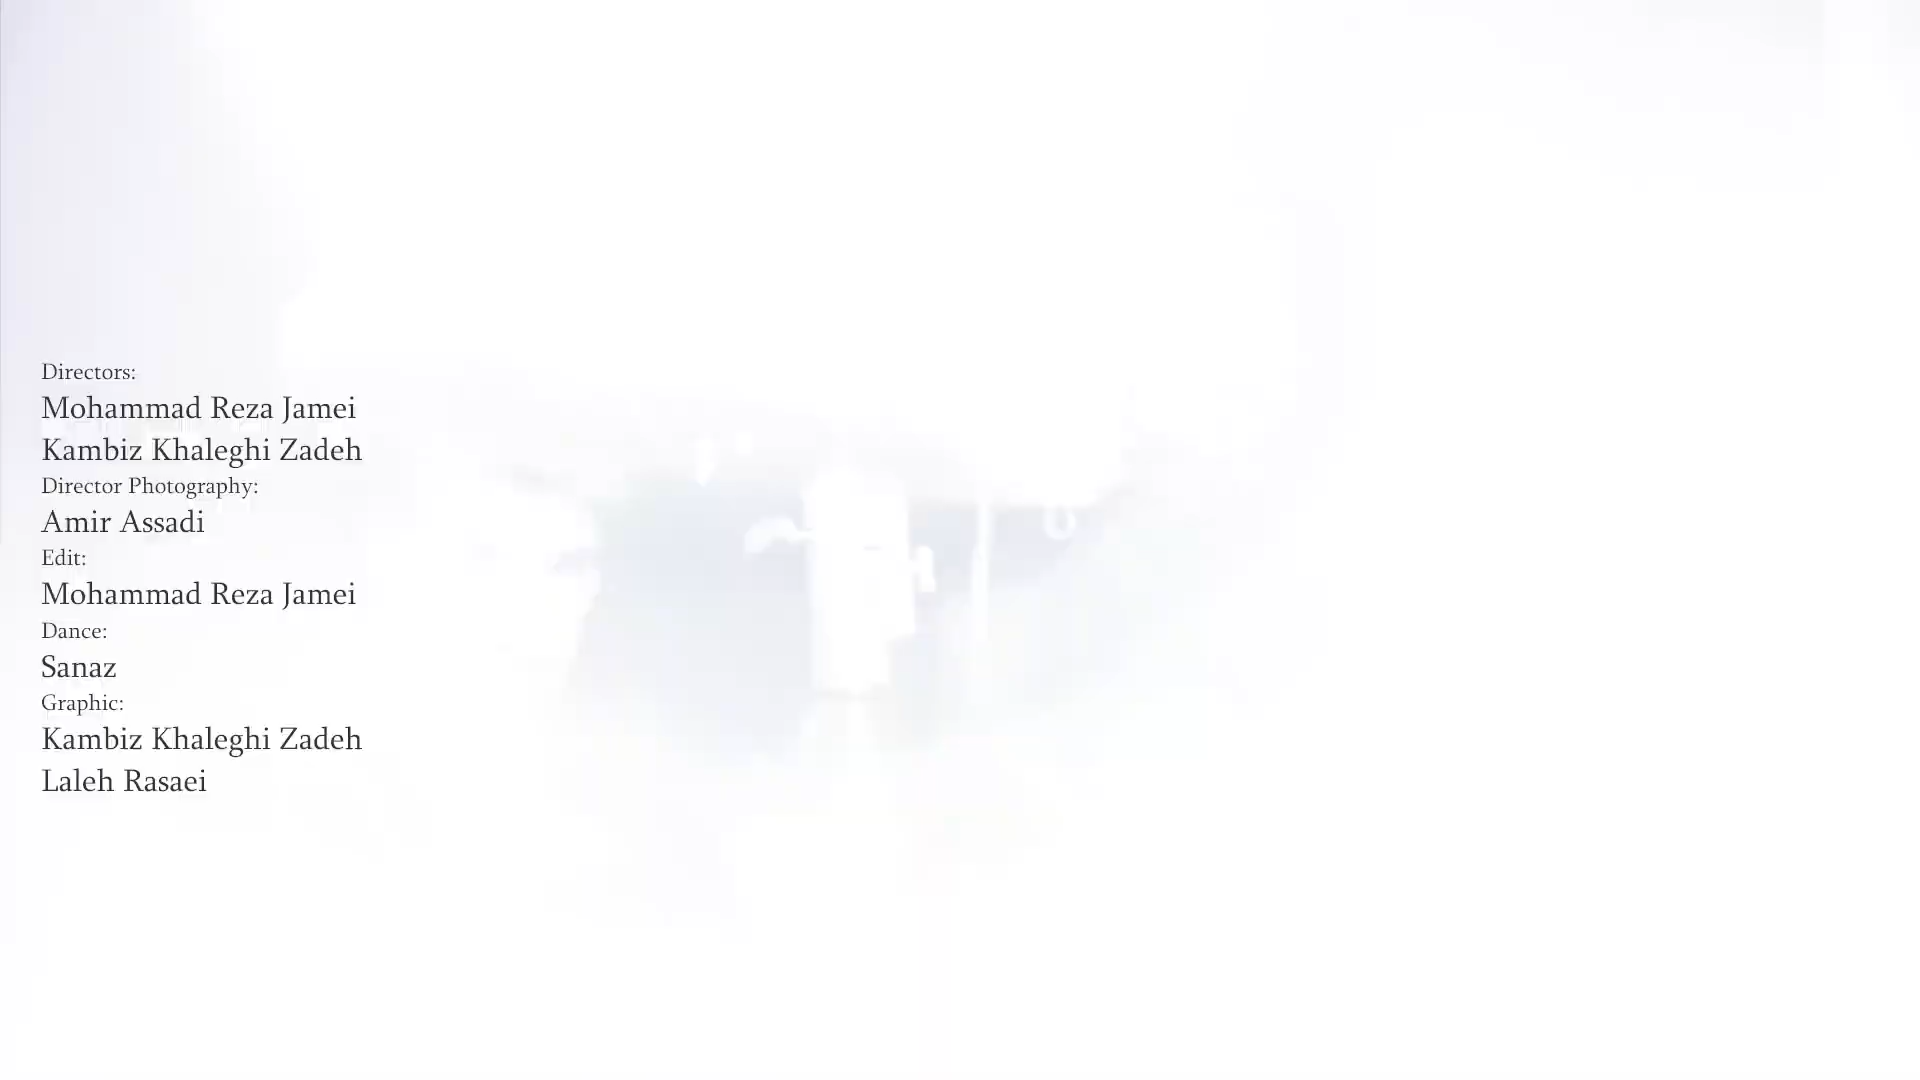 Directors:
Mohammad Reza Jamei
Kambiz Khaleghi Zadeh
Director Photography:
Amir Assadi
Edit:
Mohammad Reza Jamei
Dance:
Sanaz
Graphic:
Kambiz Khaleghi Zadeh
Laleh Rasaei